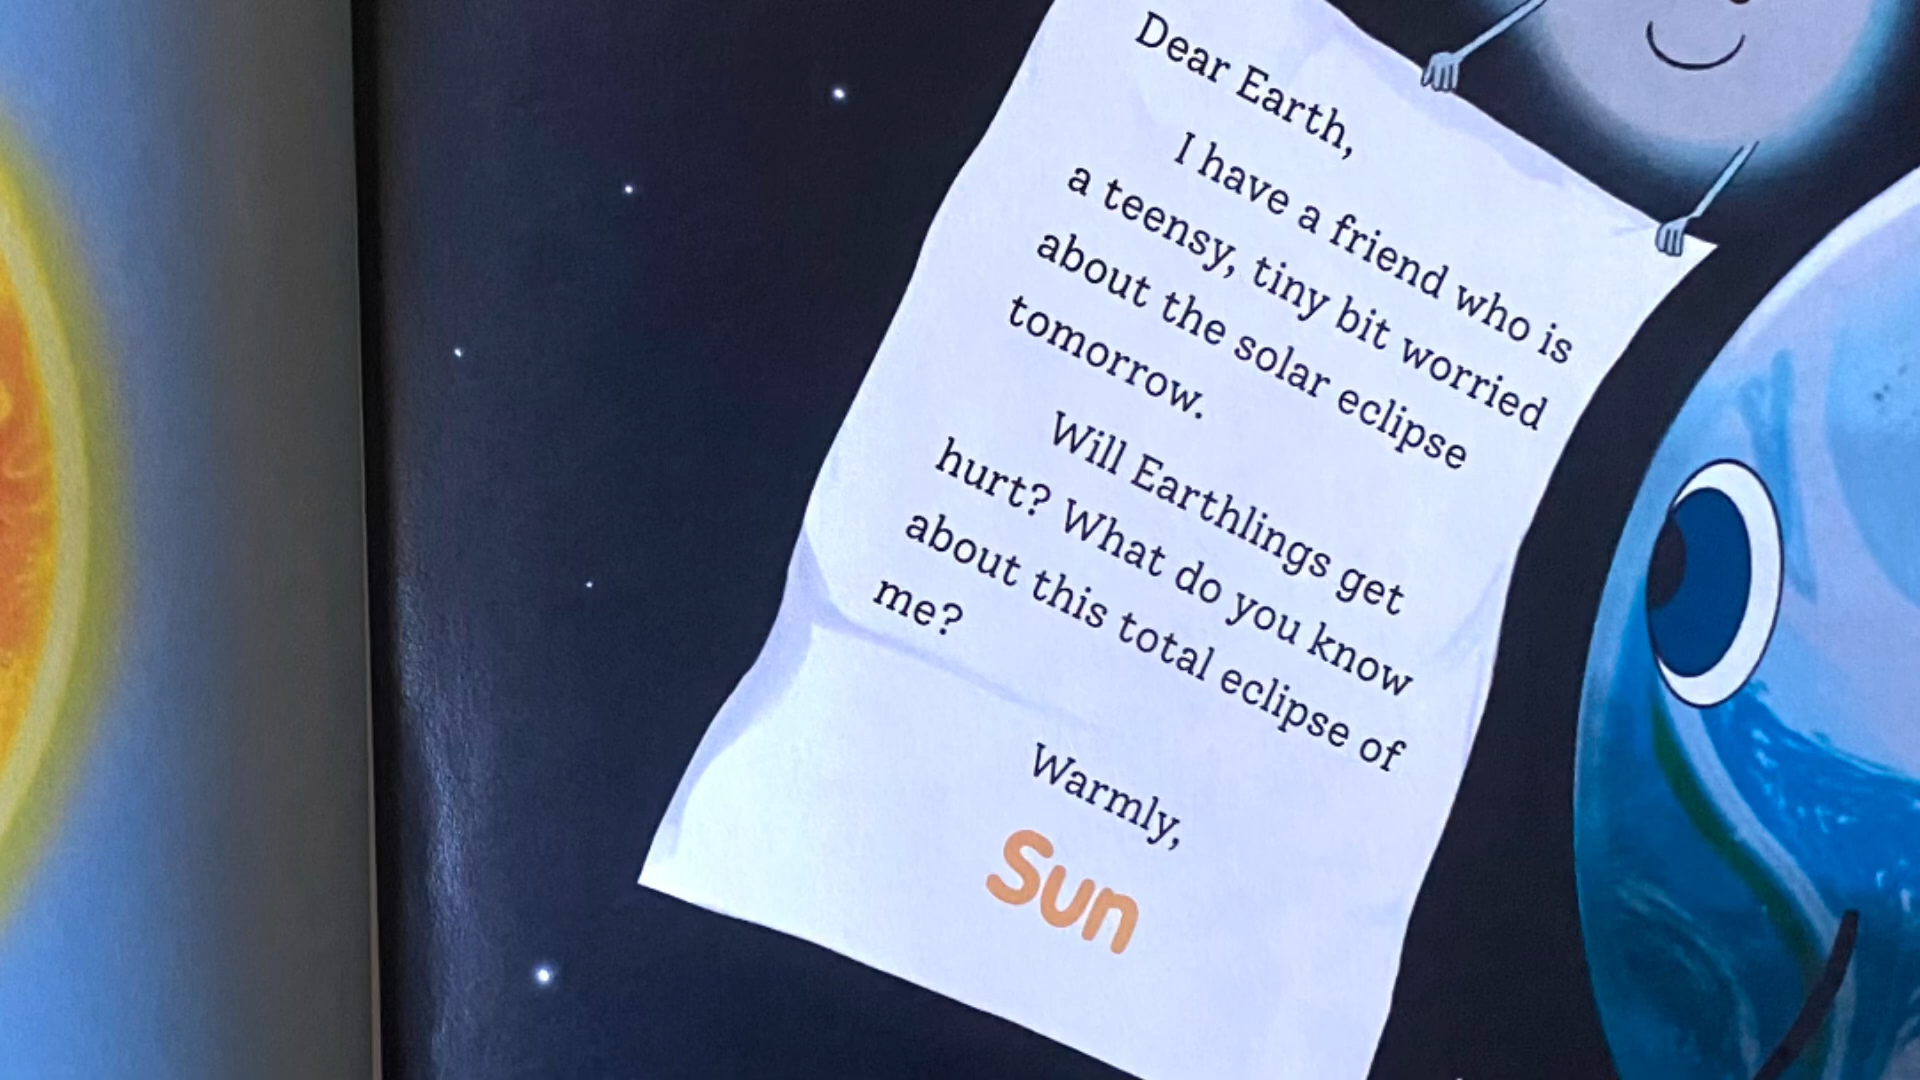 Dear Earth,
I have a friend who is
a teensy, tiny bit worried
about the solar eclipse
tomorrow.
Will Earthlings get
hurt? What do you know
about this total eclipse of
me?
Warmly,
Sun